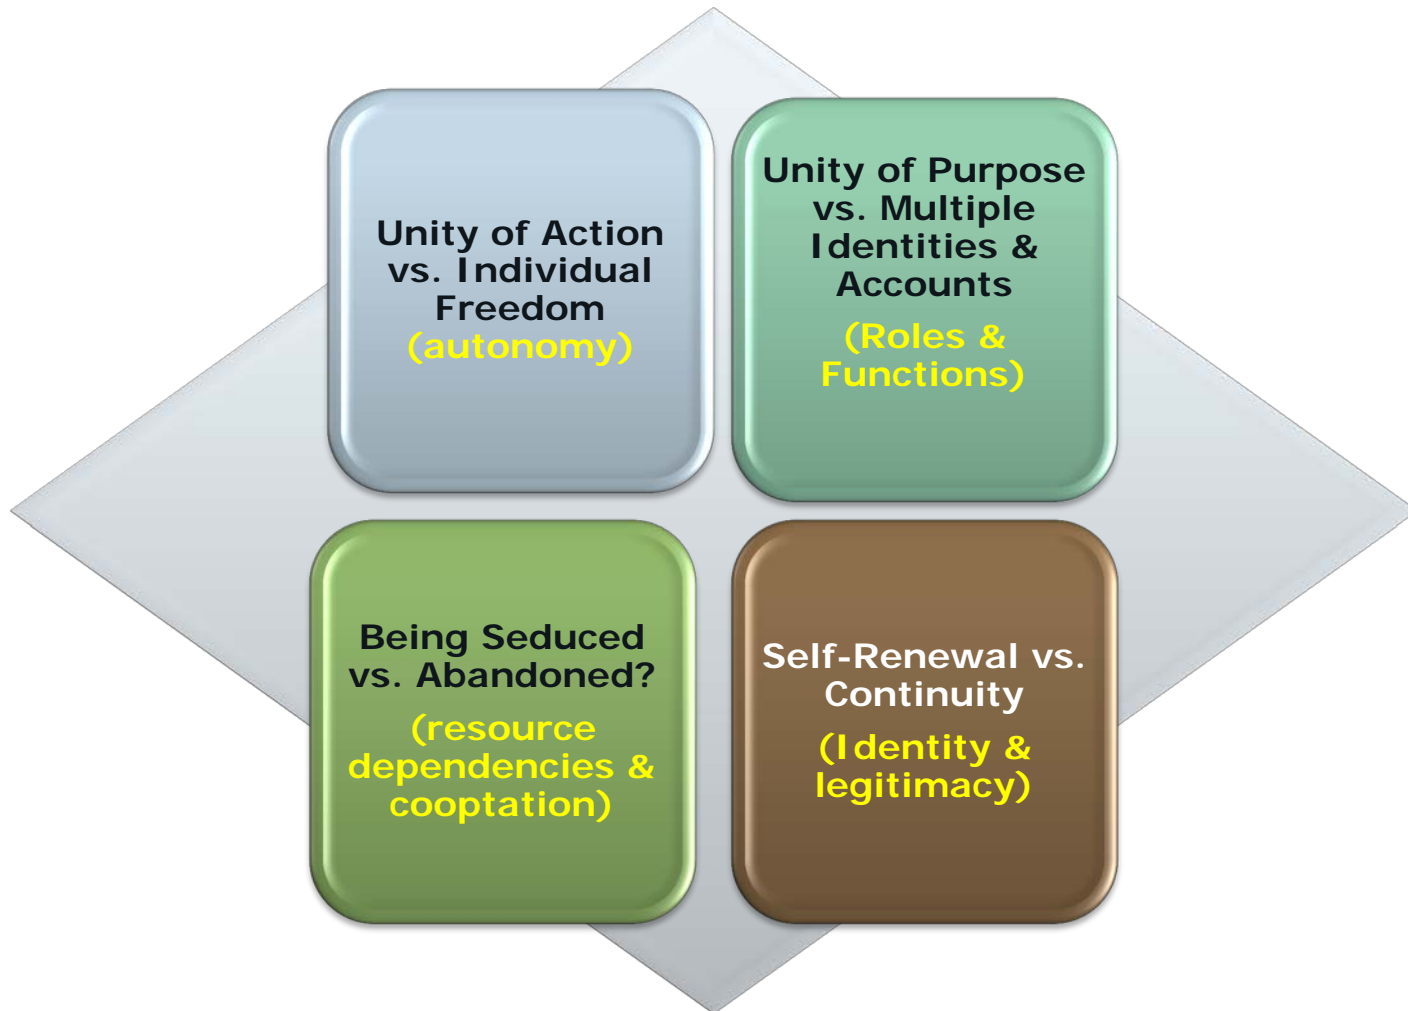 Unity of Action
vs. Individual
Freedom
(autonomy)
Unity of Purpose
vs. Multiple
Identities &
Accounts
(Roles &
Functions)
Being Seduced
vs. Abandoned?
(resource
dependencies &
cooptation)
Self-Renewal vs.
Continuity
(Identity &
legitimacy)